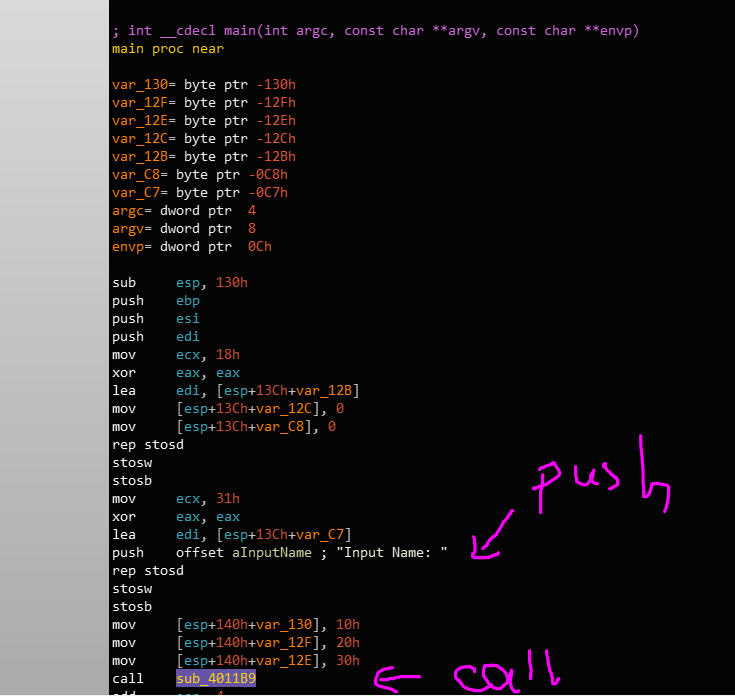 ; int __cdecl main(int argc, const char **argv, const char **envp)
main proc near
var_130= byte ptr -130h
var_12F= byte ptr -12Fh
var_12E= byte ptr -12Eh
var_12C= byte ptr -12Ch
var_12B= byte ptr -12Bh
var_C8= byte ptr -0C8h
var_C7= byte ptr -0C7h
argc= dword ptr  4
argv= dword ptr  8
envp= dword ptr  0Ch
sub     esp, 130h
push    ebp
push    esi
push    edi
mov     ecx, 18h
xor     eax, eax
lea     edi, [esp+13Ch+var_12B]
mov     [esp+13Ch+var_12C], 0
mov     [esp+13Ch+var_C8], 0
rep stosd
stosw
stosb
mov     ecx, 31h
xor     eax, eax
lea     edi, [esp+13Ch+var_C7]
push    offset aInputName ; "Input Name: "
push
rep stosd
stosw
stosb
mov     [esp+140h+var_130], 10h
mov     [esp+140h+var_12F], 20h
mov     [esp+140h+var_12E], 30h
call    sub_4011B9
call